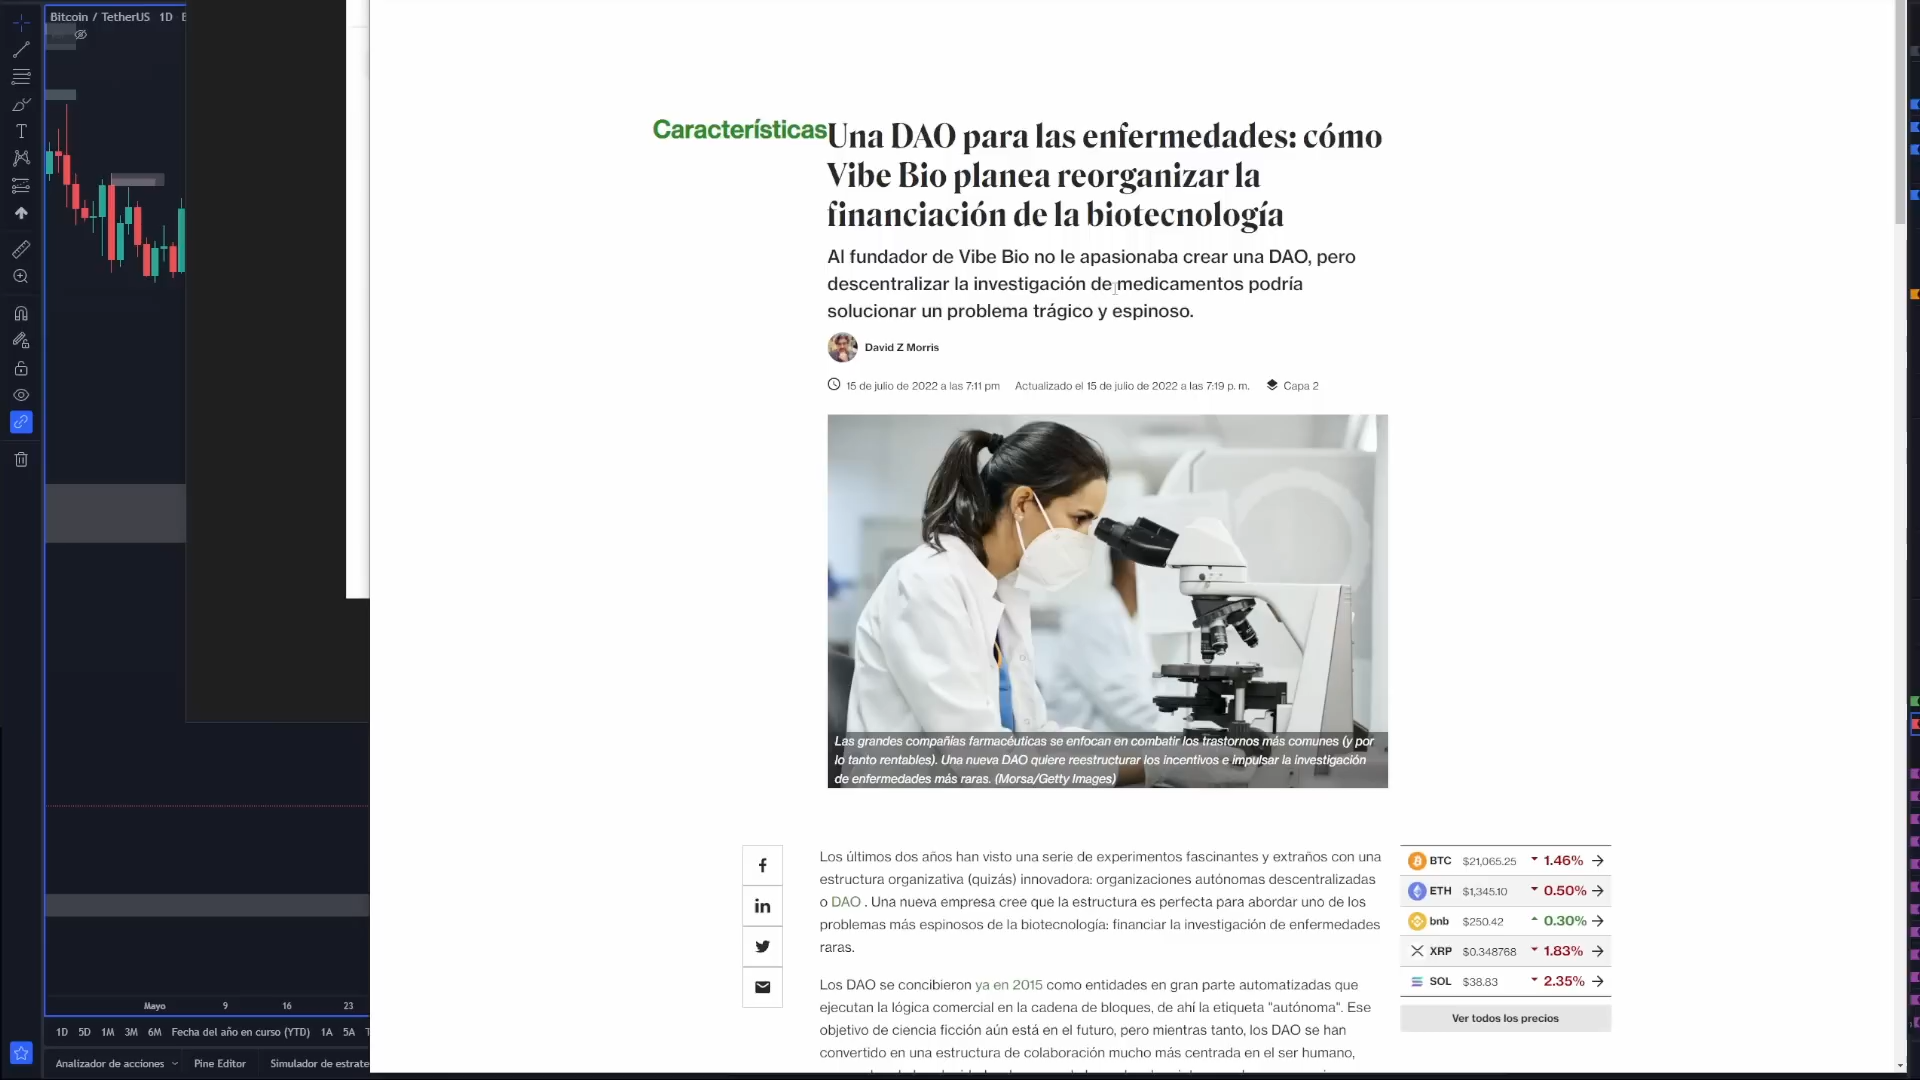 Bitcoin / TetherUS 1D
Características
Una DAO para las enfermedades: cómo
Vibe Bio planea reorganizar la
financiación de la biotecnología
Al fundador de Vibe Bio no le apasionaba crear una DAO, pero
descentralizar la investigación de medicamentos podría
solucionar un problema trágico y espinoso.
David Z Morris
15 de julio de 2022 a las 7:11 pm Actualizado el 15 de julio de 2022 a las 7:19 p. m. Capa 2
Las grandes compañías farmacéuticas se enfocan en combatir los trastornos más comunes (y por
lo tanto rentables). Una nueva DAO quiere reestructurar los incentivos e impulsar la investigación
de enfermedades más raras. (Morsa/Getty Images)
Los últimos dos años han visto una serie de experimentos fascinantes y extraños con una
estructura organizativa (quizás) innovadora: organizaciones autónomas descentralizadas
o DAO . Una nueva empresa cree que la estructura es perfecta para abordar uno de los
problemas más espinosos de la biotecnología: financiar la investigación de enfermedades
raras.
Los DAO se concibieron ya en 2015 como entidades en gran parte automatizadas que
ejecutan la lógica comercial en la cadena de bloques, de ahí la etiqueta "autónoma". Ese
objetivo de ciencia ficción aún está en el futuro, pero mientras tanto, los DAO se han
convertido en una estructura de colaboración mucho más centrada en el ser humano,
BTC $21,065.25 1.46%
ETH $1,345.10 0.50%
bnb $250.42 0.30%
XRP $0.348768 1.83%
SOL $38.83 2.35%
Ver todos los precios
Mayo 9 16 23
1D 5D 1M 3M 6M Fecha del año en curso (YTD) 1A 5A
Analizador de acciones Pine Editor Simulador de estrate